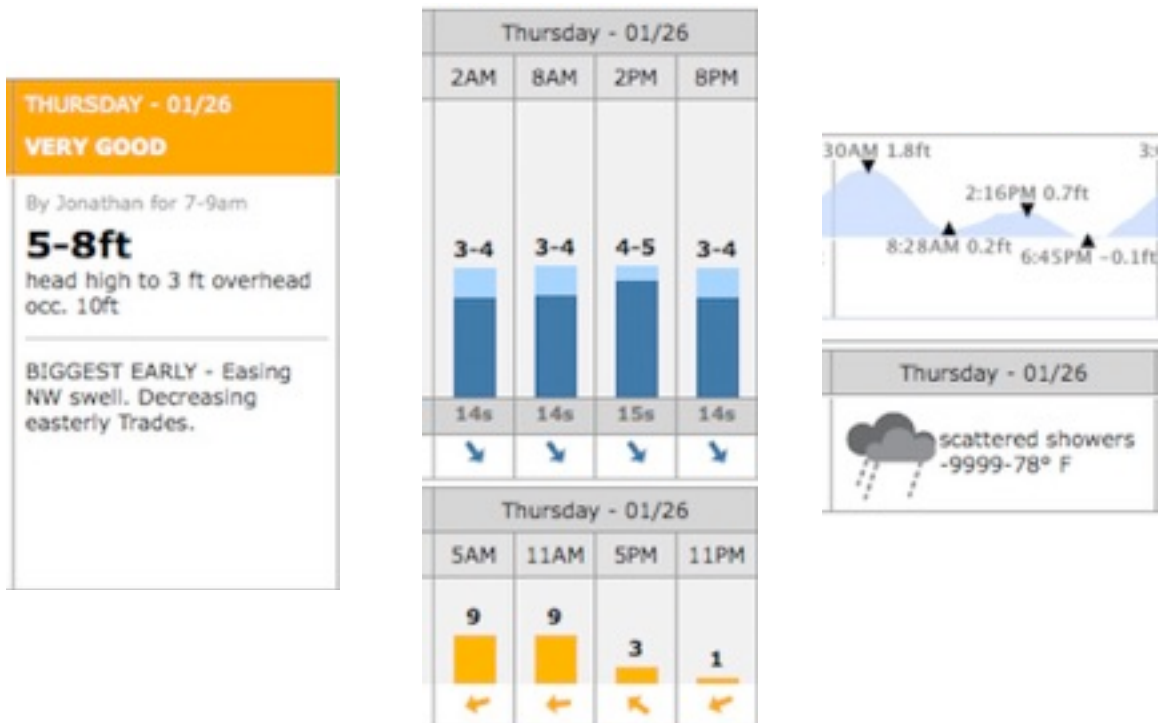 THURSDAY - 01/26
VERY GOOD
By Jonathan for 7-9am
5-8ft
head high to 3 ft overhead
occ. 10ft
BIGGEST EARLY - Easing
NW swell. Decreasing
easterly Trades.
Thursday - 01/26
2AM 8AM 2PM 8PM
3-4 3-4 4-5 3-4
14s 14s 15s 14s
Thursday - 01/26
5AM 11AM 5PM 11PM
9 9 3 1
30AM 1.8ft 3:
2:16PM 0.7ft
8:28AM 0.2ft 6:45PM -0.1ft
Thursday - 01/26
scattered showers
-9999-78° F